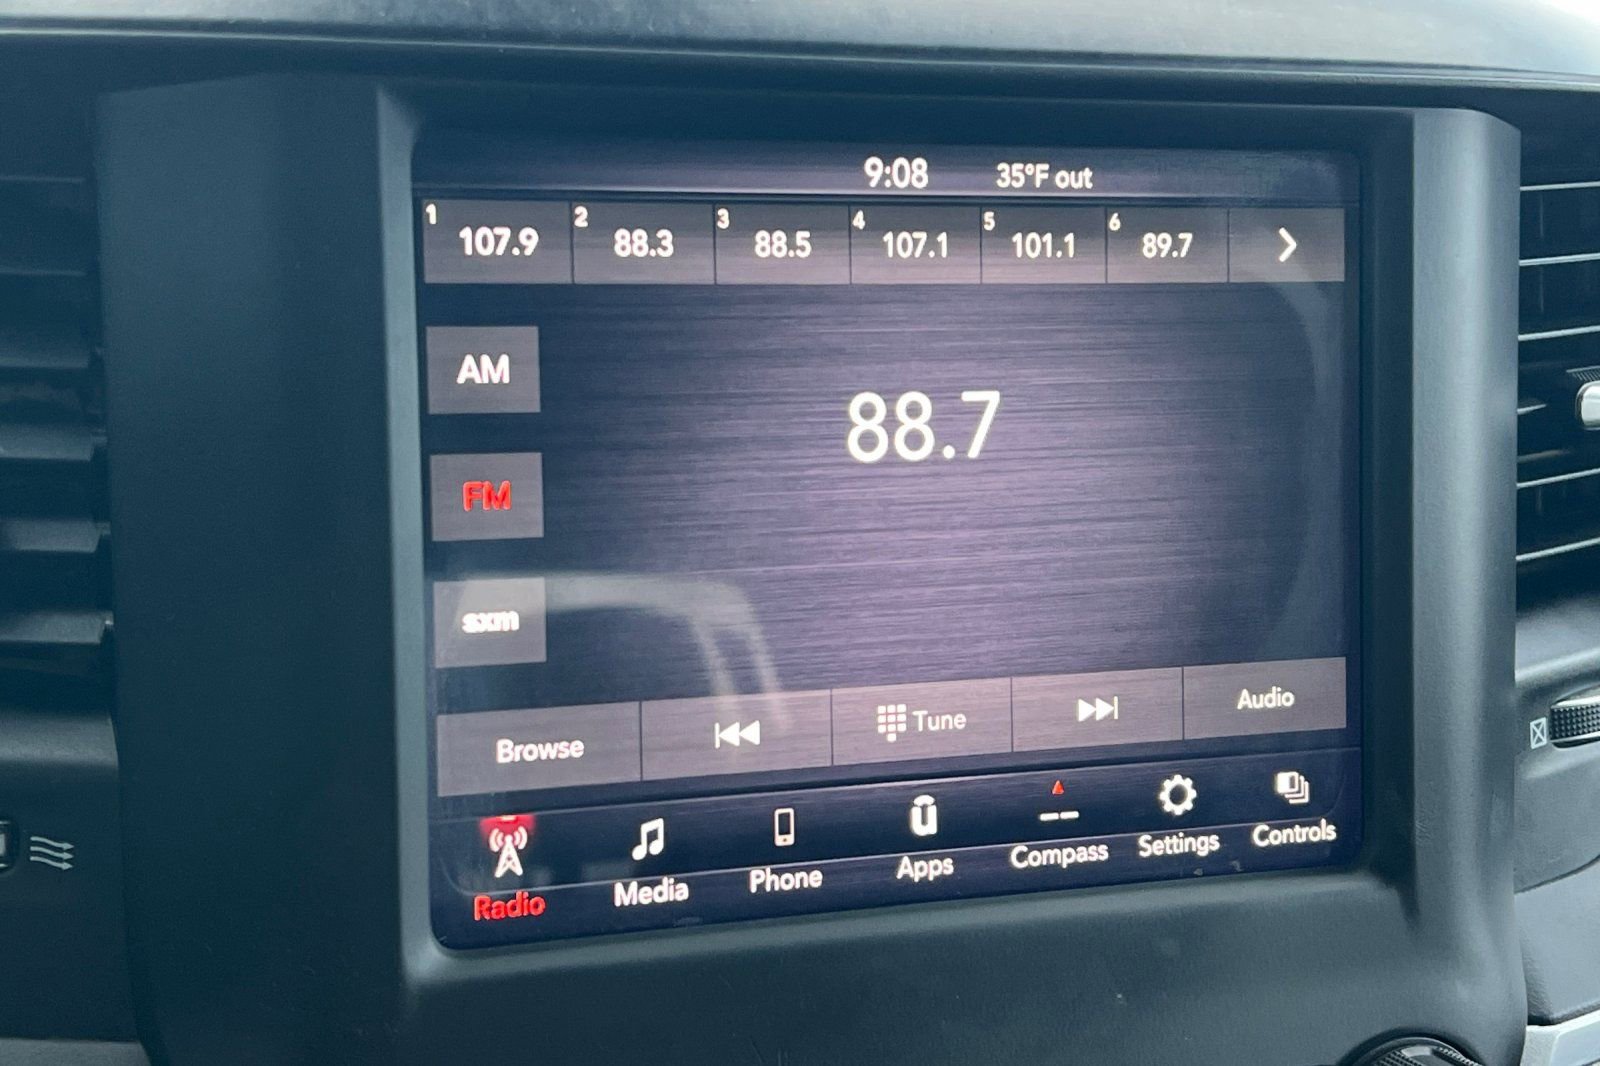 9:08 35°F out
1 107.9 2 88.3 3 88.5 4 107.1 5 101.1 6 89.7
AM
88.7
FM
sxm
Browse Tune Audio
Radio Media Phone Apps Compass Settings Controls